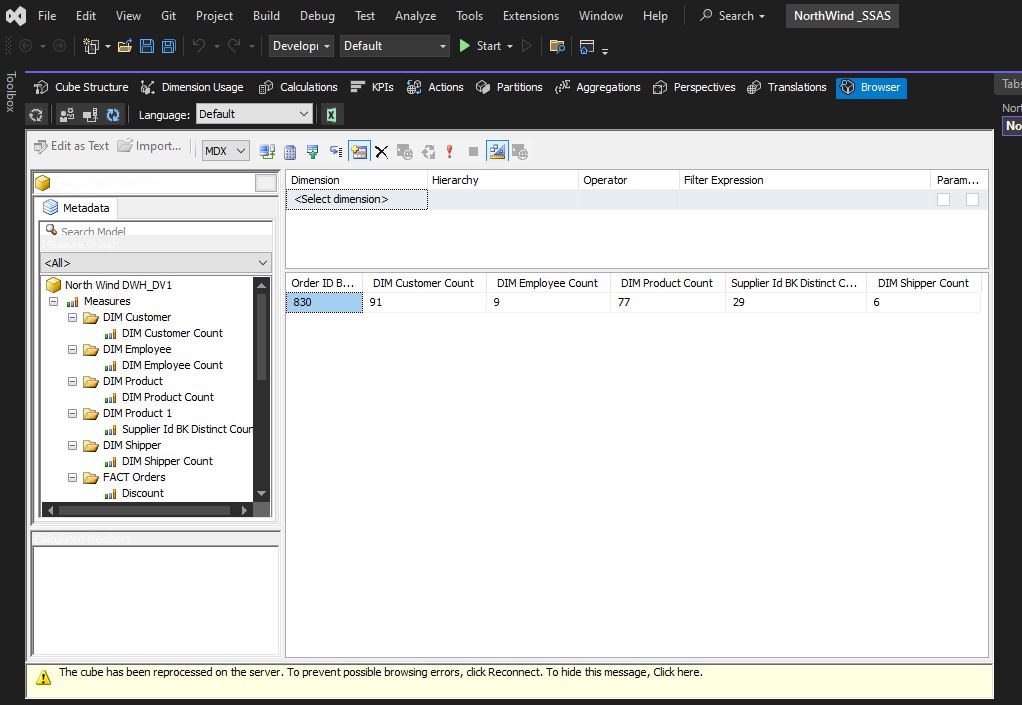 File Edit View Git Project Build Debug Test Analyze Tools Extensions Window Help Search NorthWind _SSAS
Developı Default Start
Toolbox
Cube Structure Dimension Usage Calculations KPIs Actions Partitions Aggregations Perspectives Translations Browser
Tabs
Nort
No
Language: Default
Edit as Text Import... MDX
Dimension Hierarchy Operator Filter Expression Param...
<Select dimension>
Metadata
Search Model
Measure Group:
<All>
Order ID B... DIM Customer Count DIM Employee Count DIM Product Count Supplier Id BK Distinct C... DIM Shipper Count
830 91 9 77 29 6
North Wind DWH_DV1
Measures
DIM Customer
DIM Customer Count
DIM Employee
DIM Employee Count
DIM Product
DIM Product Count
DIM Product 1
Supplier Id BK Distinct Coun
DIM Shipper
DIM Shipper Count
FACT Orders
Discount
Calculated Members
The cube has been reprocessed on the server. To prevent possible browsing errors, click Reconnect. To hide this message, Click here.